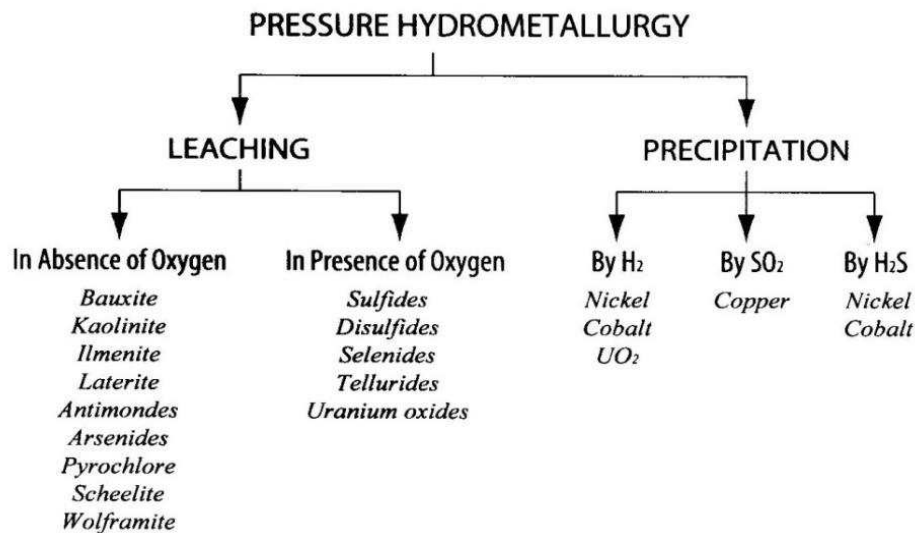 PRESSURE HYDROMETALLURGY
LEACHING
PRECIPITATION
In Absence of Oxygen
Bauxite
Kaolinite
Ilmenite
Laterite
Antimondes
Arsenides
Pyrochlore
Scheelite
Wolframite
In Presence of Oxygen
Sulfides
Disulfides
Selenides
Tellurides
Uranium oxides
By H₂
Nickel
Cobalt
UO₂
By SO₂
Copper
By H₂S
Nickel
Cobalt